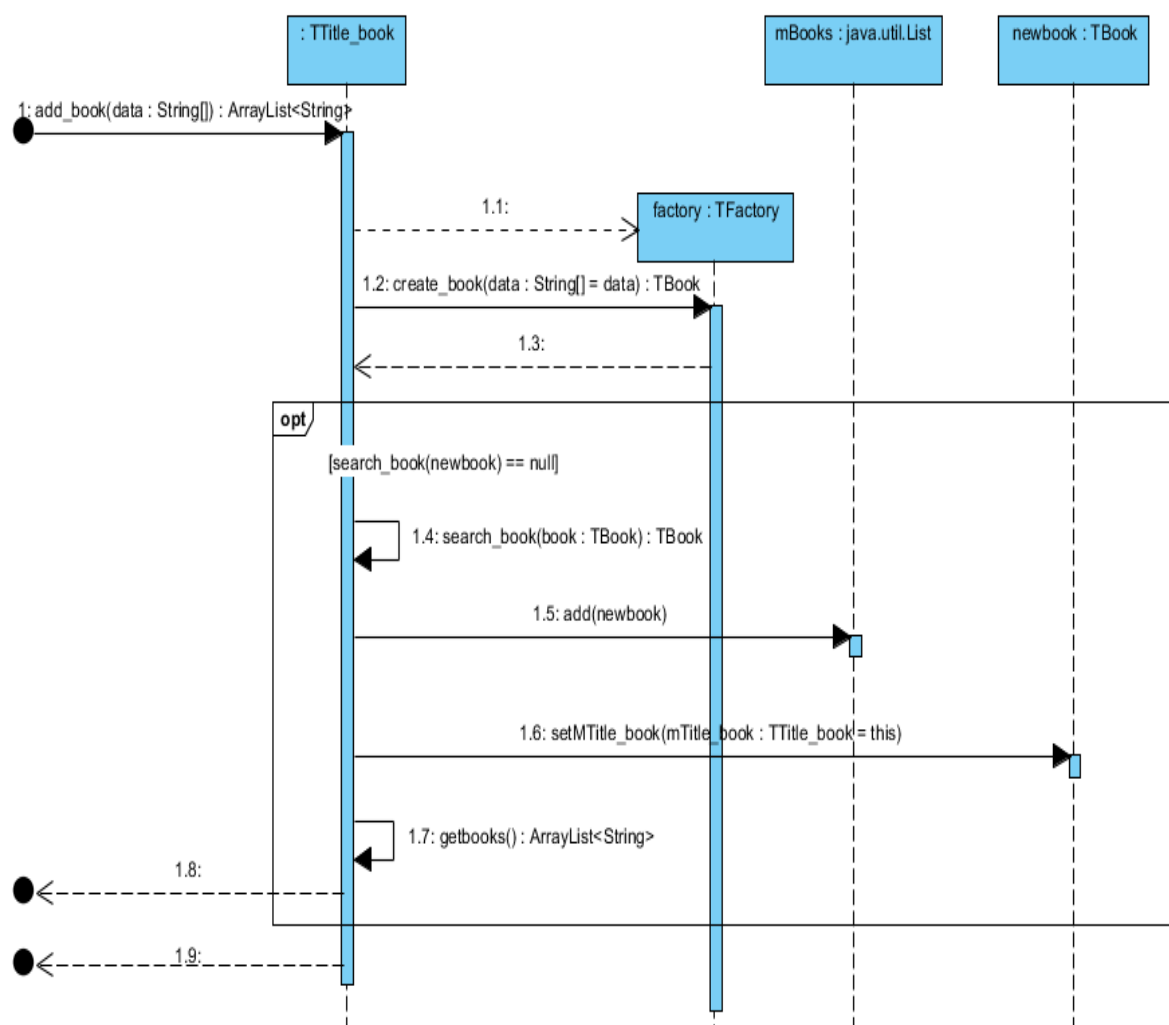 : TTitle_book
mBooks : java.util.List
newbook : TBook
1: add_book(data : String[]) : ArrayList<String>
1.1:
factory : TFactory
1.2: create_book(data : String[] = data) : TBook
1.3:
opt
[search_book(newbook) == null]
1.4: search_book(book : TBook) : TBook
1.5: add(newbook)
1.6: setMTitle_book(mTitle_book : TTitle_book = this)
1.7: getbooks() : ArrayList<String>
1.8:
1.9: